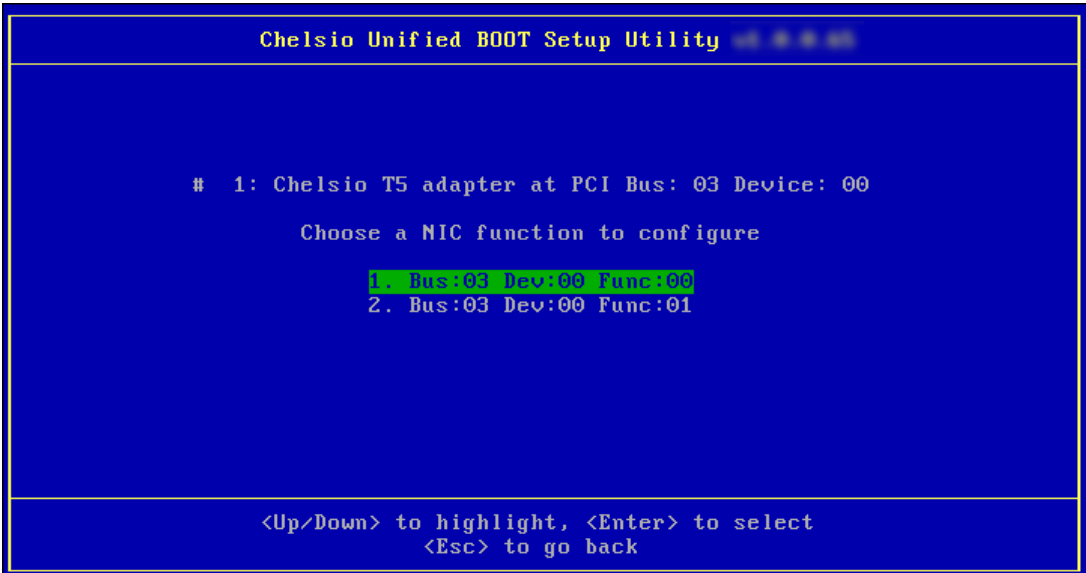 Chelsio Unified BOOT Setup Utility
# 1: Chelsio T5 adapter at PCI Bus: 03 Device: 00
Choose a NIC function to configure
1. Bus:03 Dev:00 Func:00
2. Bus:03 Dev:00 Func:01
<Up/Down> to highlight, <Enter> to select
<Esc> to go back